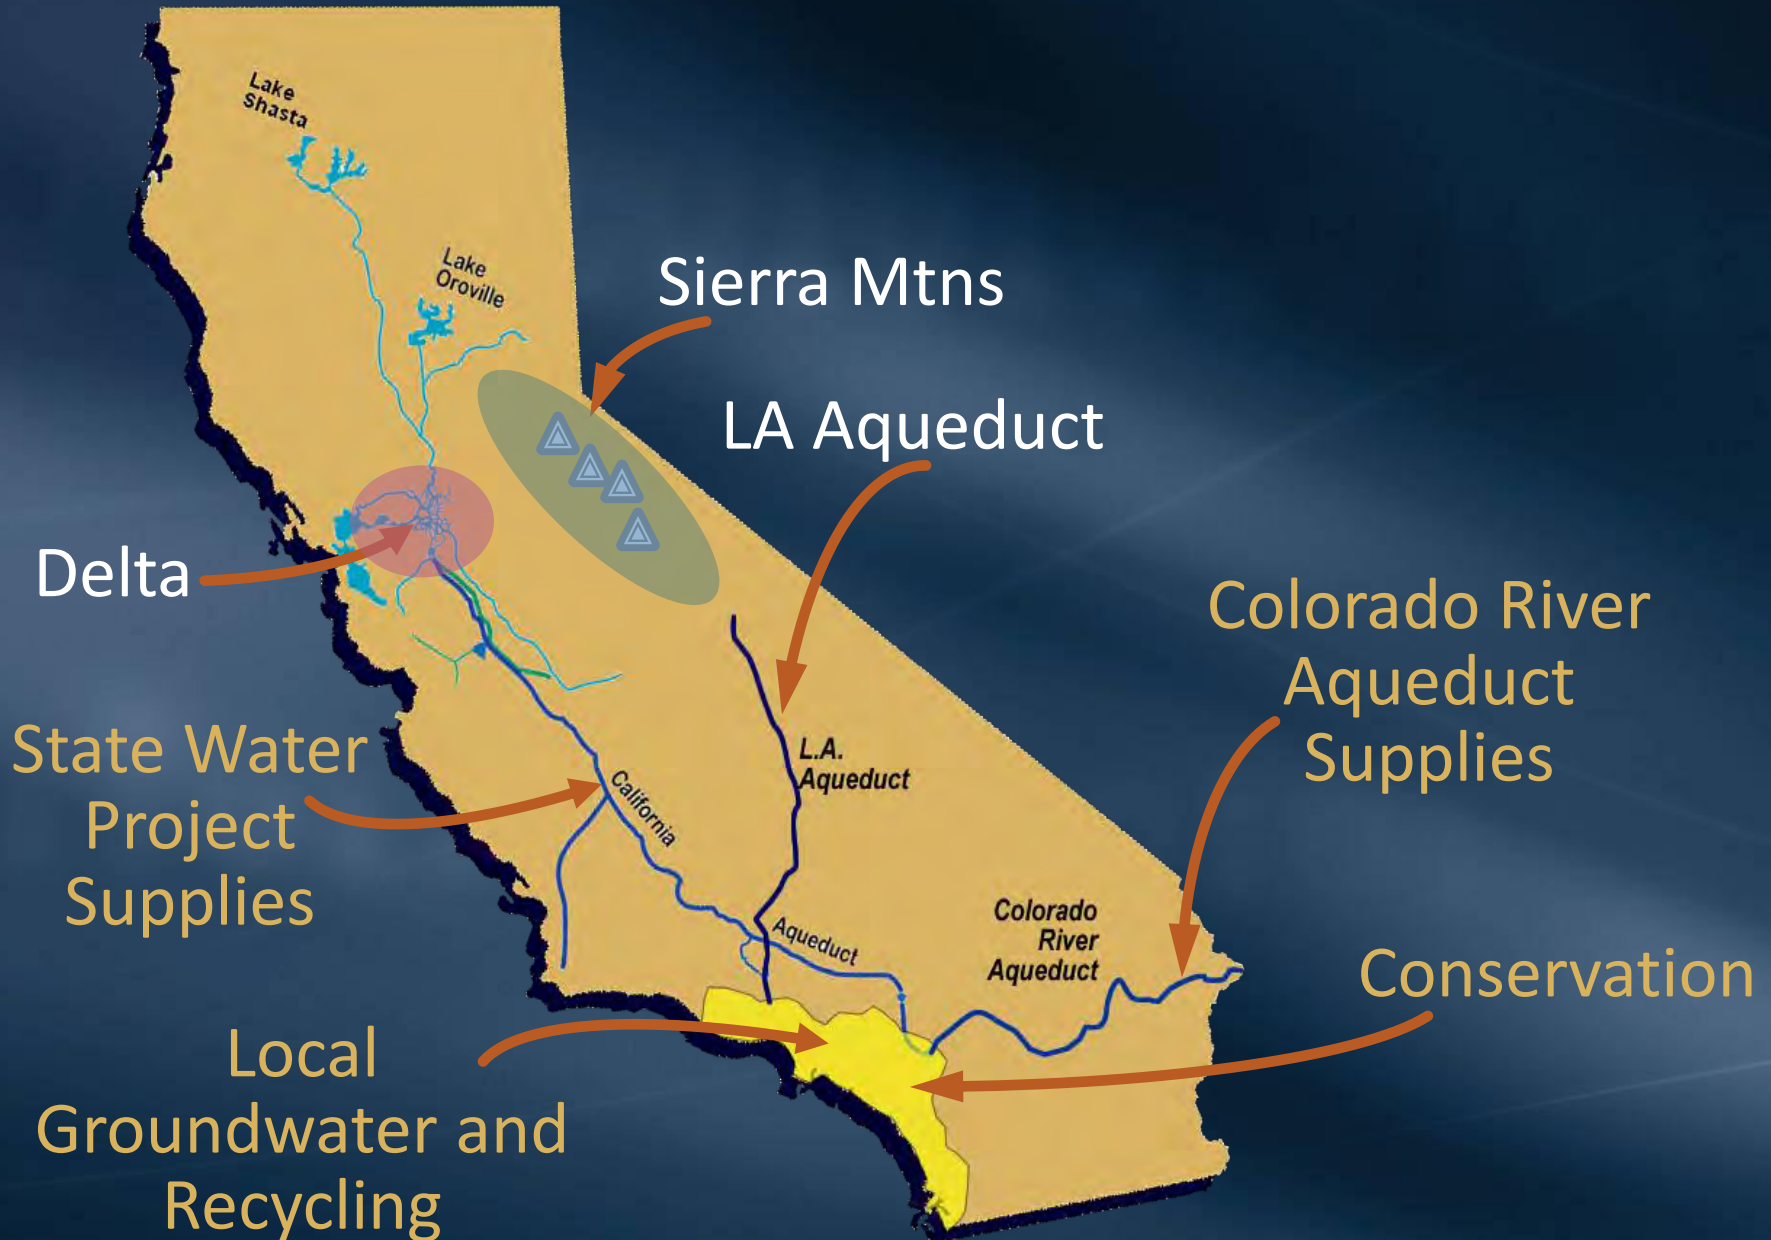 Lake
Shasta
Lake
Oroville
Sierra Mtns
LA Aqueduct
Delta
Colorado River
Aqueduct
Supplies
State Water
Project
Supplies
L.A.
Aqueduct
California
Aqueduct
Colorado
River
Aqueduct
Conservation
Local
Groundwater and
Recycling